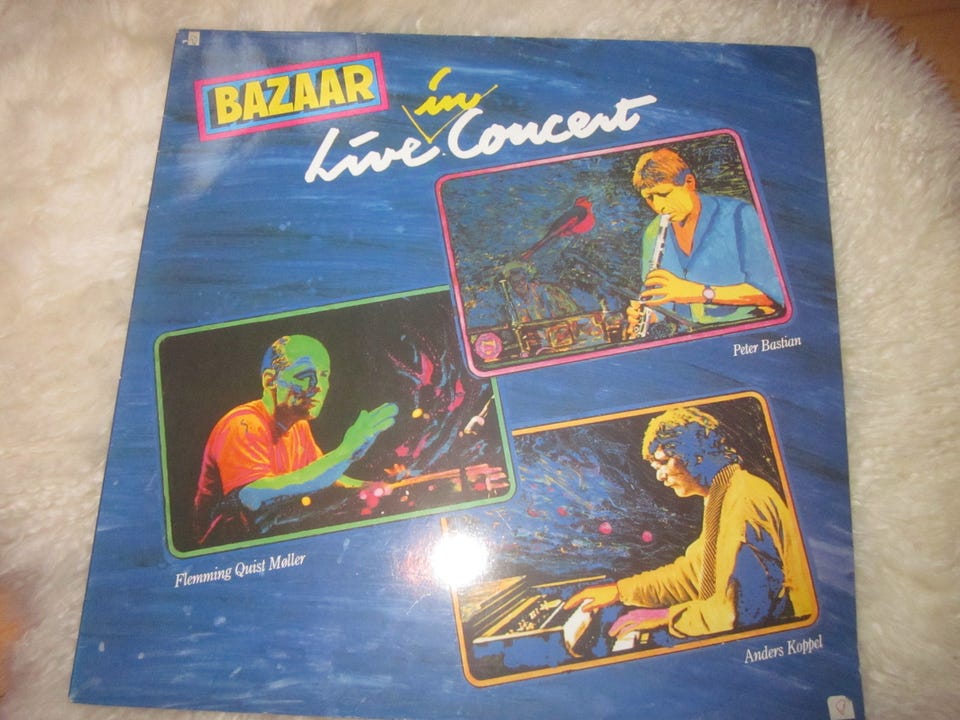 BAZAAR
in
Live Concert
Peter Bastian
Flemming Quist Møller
Anders Koppel